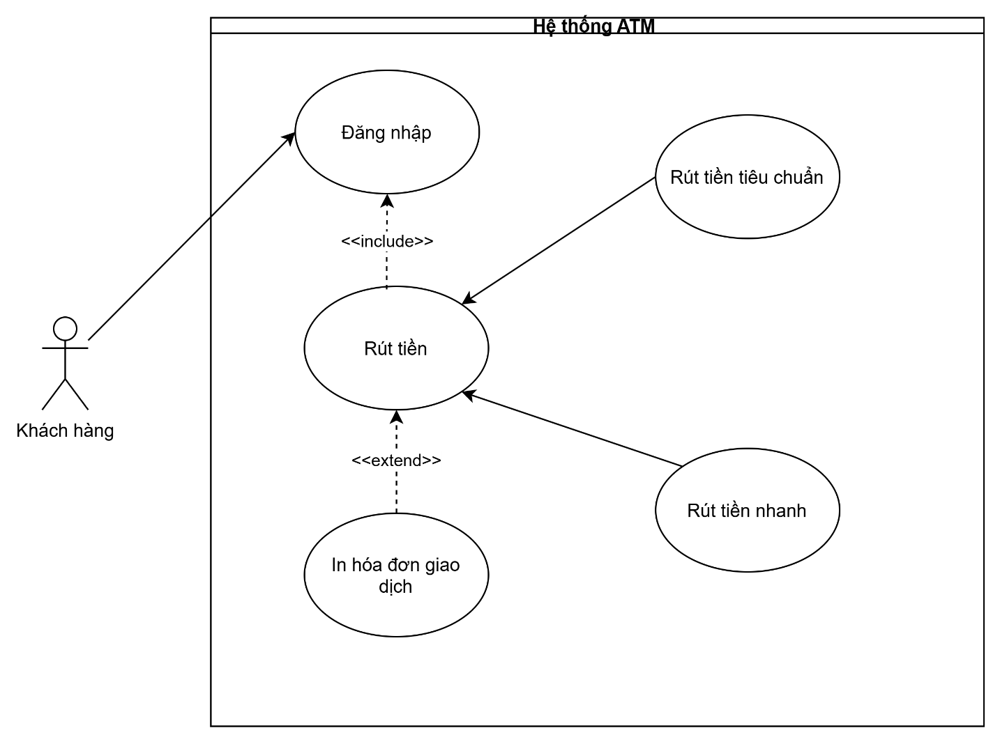 Hệ thống ATM
Đăng nhập
Rút tiền tiêu chuẩn
<<include>>
Rút tiền
Khách hàng
<<extend>>
Rút tiền nhanh
In hóa đơn giao
dịch